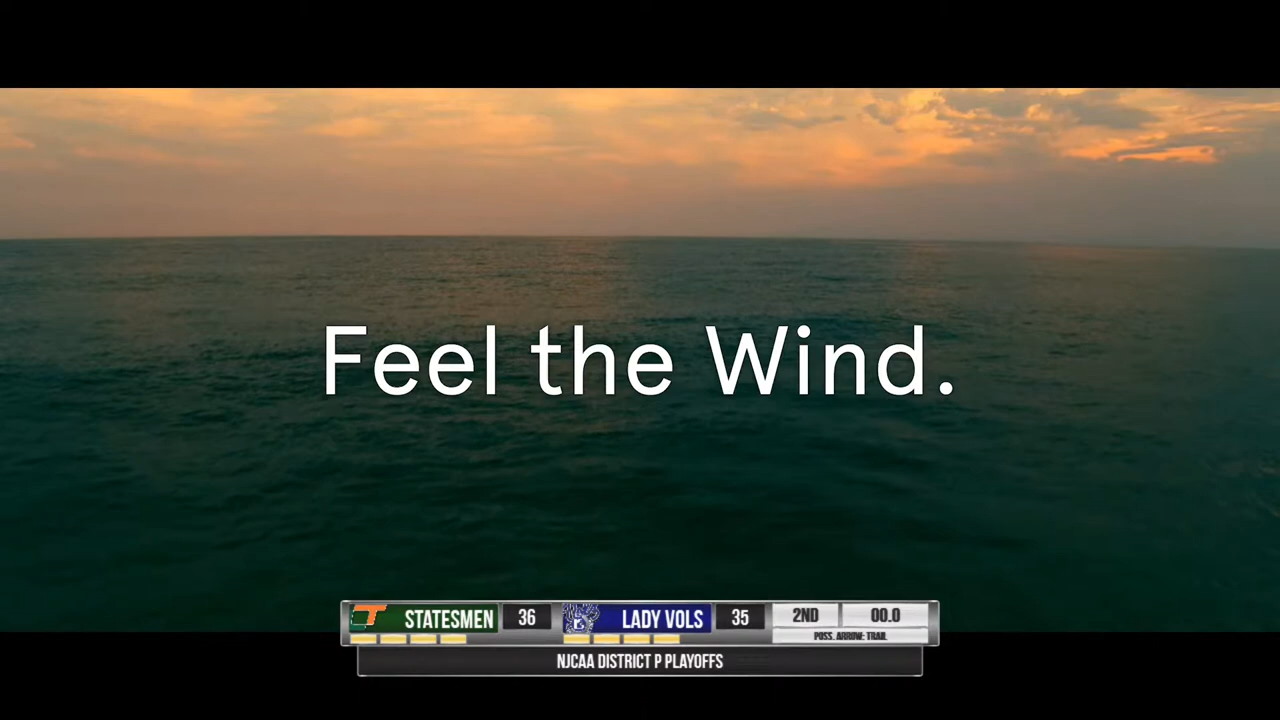 Feel the Wind.
STATESMEN 36 LADY VOLS 35 2ND 00.0
POSS. ARROW: TRAIL
NJCAA DISTRICT P PLAYOFFS